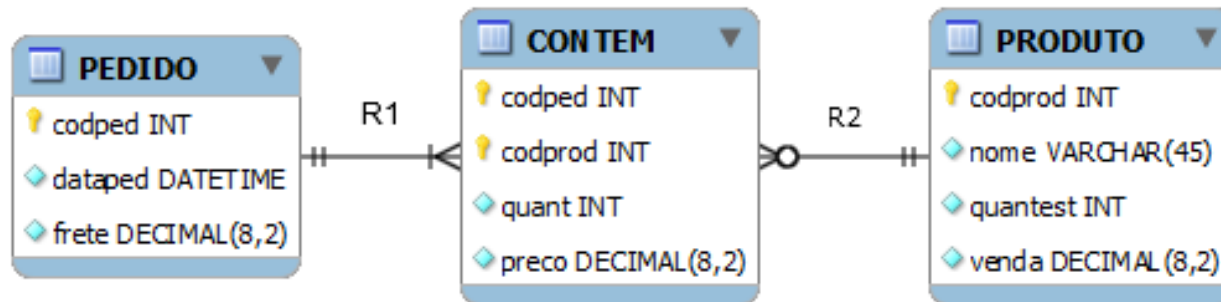 PEDIDO
codped INT
dataped DATETIME
frete DECIMAL(8,2)
R1
CONTEM
codped INT
codprod INT
quant INT
preco DECIMAL(8,2)
R2
PRODUTO
codprod INT
nome VARCHAR(45)
quantest INT
venda DECIMAL(8,2)